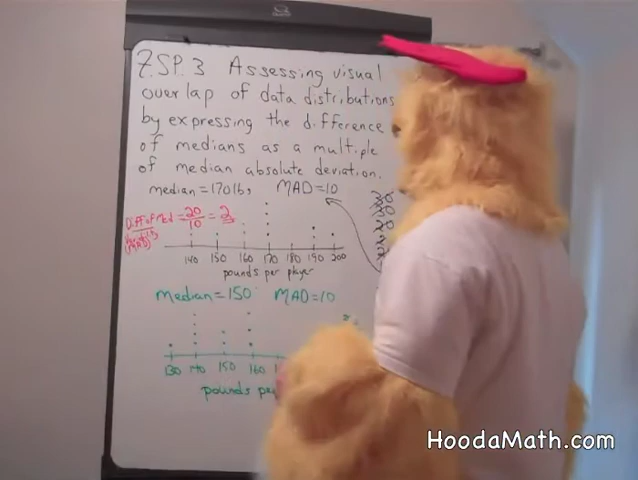 7.SP.3 Assessing visual
overlap of data distributions
by expressing the difference
of medians as a multiple
of median absolute deviation.
median = 170 lbs MAD = 10
Diff of Med = 20/10 = 2
140 150 160 170 180 190 200
pounds per player
Median = 150 MAD = 10
130 140 150 160
pounds per
HoodaMath.com